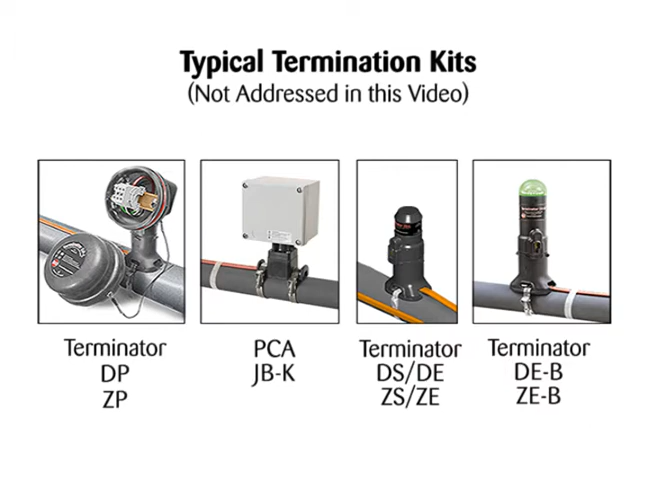 Typical Termination Kits
(Not Addressed in this Video)
Terminator
DP
ZP
PCA
JB-K
Terminator
DS/DE
ZS/ZE
Terminator
DE-B
ZE-B